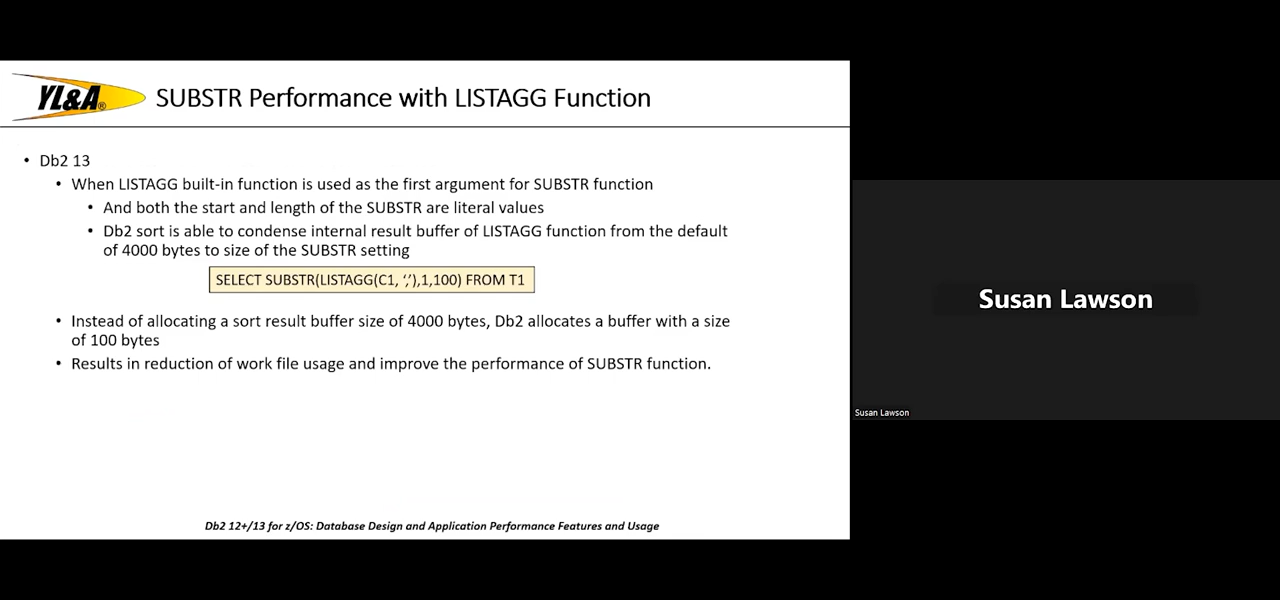 YL&A®
SUBSTR Performance with LISTAGG Function
• Db2 13
• When LISTAGG built-in function is used as the first argument for SUBSTR function
• And both the start and length of the SUBSTR are literal values
• Db2 sort is able to condense internal result buffer of LISTAGG function from the default
of 4000 bytes to size of the SUBSTR setting
SELECT SUBSTR(LISTAGG(C1, ‘,’),1,100) FROM T1
• Instead of allocating a sort result buffer size of 4000 bytes, Db2 allocates a buffer with a size
of 100 bytes
• Results in reduction of work file usage and improve the performance of SUBSTR function.
Db2 12+/13 for z/OS: Database Design and Application Performance Features and Usage
Susan Lawson
Susan Lawson